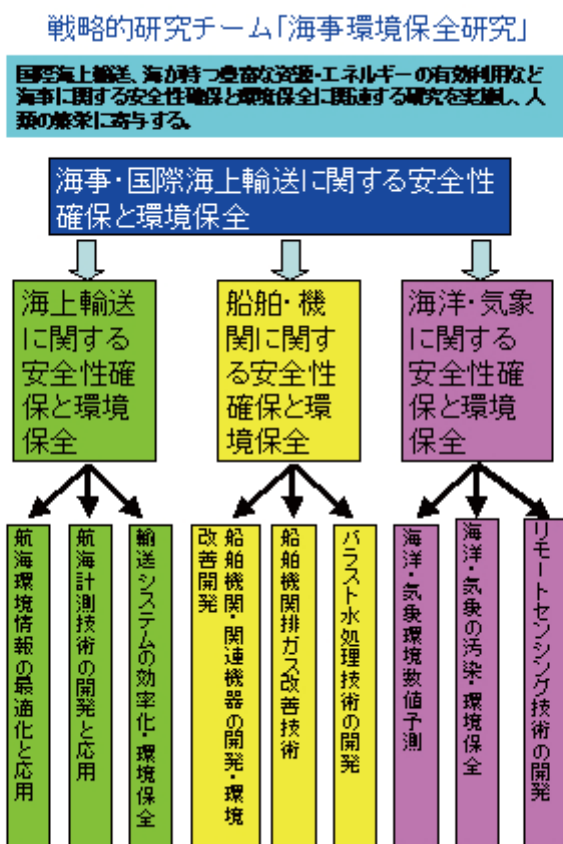 戦略的研究チーム「海事環境保全研究」
国際海上輸送、海が持つ豊富な資源・エネルギーの有効利用など
海事に関する安全性確保と環境保全に関連する研究を実施し、人
類の繁栄に寄与する。
海事・国際海上輸送に関する安全性
確保と環境保全
海上輸送
に関する
安全性確
保と環境
保全
船舶・機
関に関す
る安全性
確保と環
境保全
海洋・気象
に関する
安全性確
保と環境
保全
航海環境情報の最適化と応用
航海計測技術の開発と応用
輸送システムの効率化・環境保全
船舶機関・関連機器の開発・環境
改善開発
船舶機関排ガス改善技術
バラスト水処理技術の開発
海洋・気象環境数値予測
海洋・気象の汚染・環境保全
リモートセンシング技術の開発